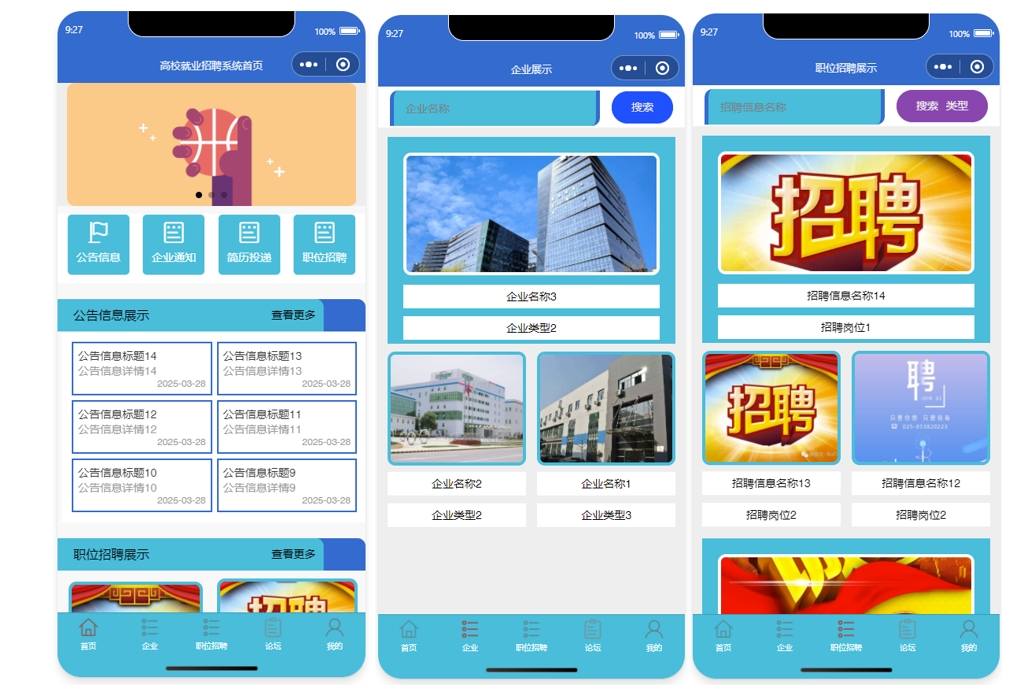 9:27
100%
高校就业招聘系统首页
公告信息
企业通知
简历投递
职位招聘
公告信息展示
查看更多
公告信息标题14
公告信息详情14
2025-03-28
公告信息标题13
公告信息详情13
2025-03-28
公告信息标题12
公告信息详情12
2025-03-28
公告信息标题11
公告信息详情11
2025-03-28
公告信息标题10
公告信息详情10
2025-03-28
公告信息标题9
公告信息详情9
2025-03-28
职位招聘展示
查看更多
招聘
首页
企业
职位招聘
论坛
我的
9:27
100%
企业展示
企业名称
搜索
企业名称3
企业类型2
企业名称2
企业类型2
企业名称1
企业类型3
首页
企业
职位招聘
论坛
我的
9:27
100%
职位招聘展示
招聘信息名称
搜索 类型
招聘
招聘信息名称14
招聘岗位1
招聘
招聘信息名称13
招聘岗位2
聘
招聘信息名称12
招聘岗位2
首页
企业
职位招聘
论坛
我的